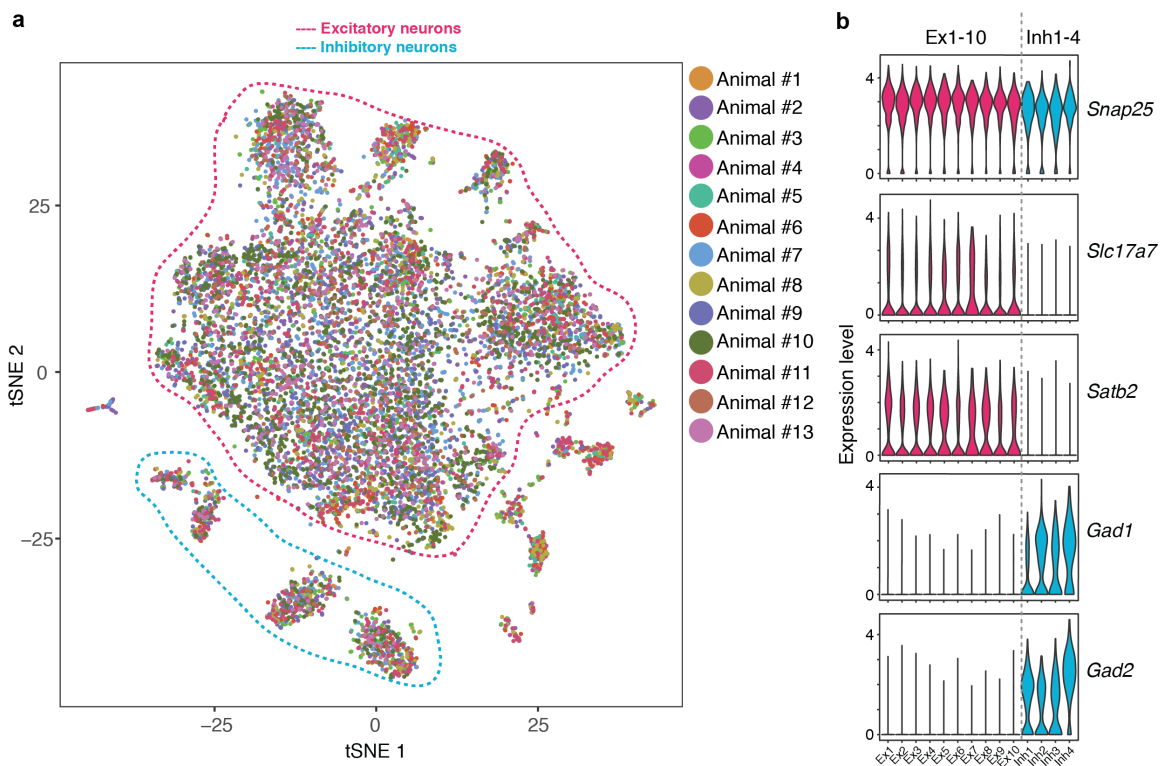 a
---- Excitatory neurons
---- Inhibitory neurons
25
0
−25
tSNE 2
−25
0
25
tSNE 1
Animal #1
Animal #2
Animal #3
Animal #4
Animal #5
Animal #6
Animal #7
Animal #8
Animal #9
Animal #10
Animal #11
Animal #12
Animal #13
b
Ex1-10
Inh1-4
4
0
Snap25
4
0
Slc17a7
4
0
Satb2
4
0
Gad1
4
0
Gad2
Expression level
Ex1
Ex2
Ex3
Ex4
Ex5
Ex6
Ex7
Ex8
Ex9
Ex10
Inh1
Inh2
Inh3
Inh4